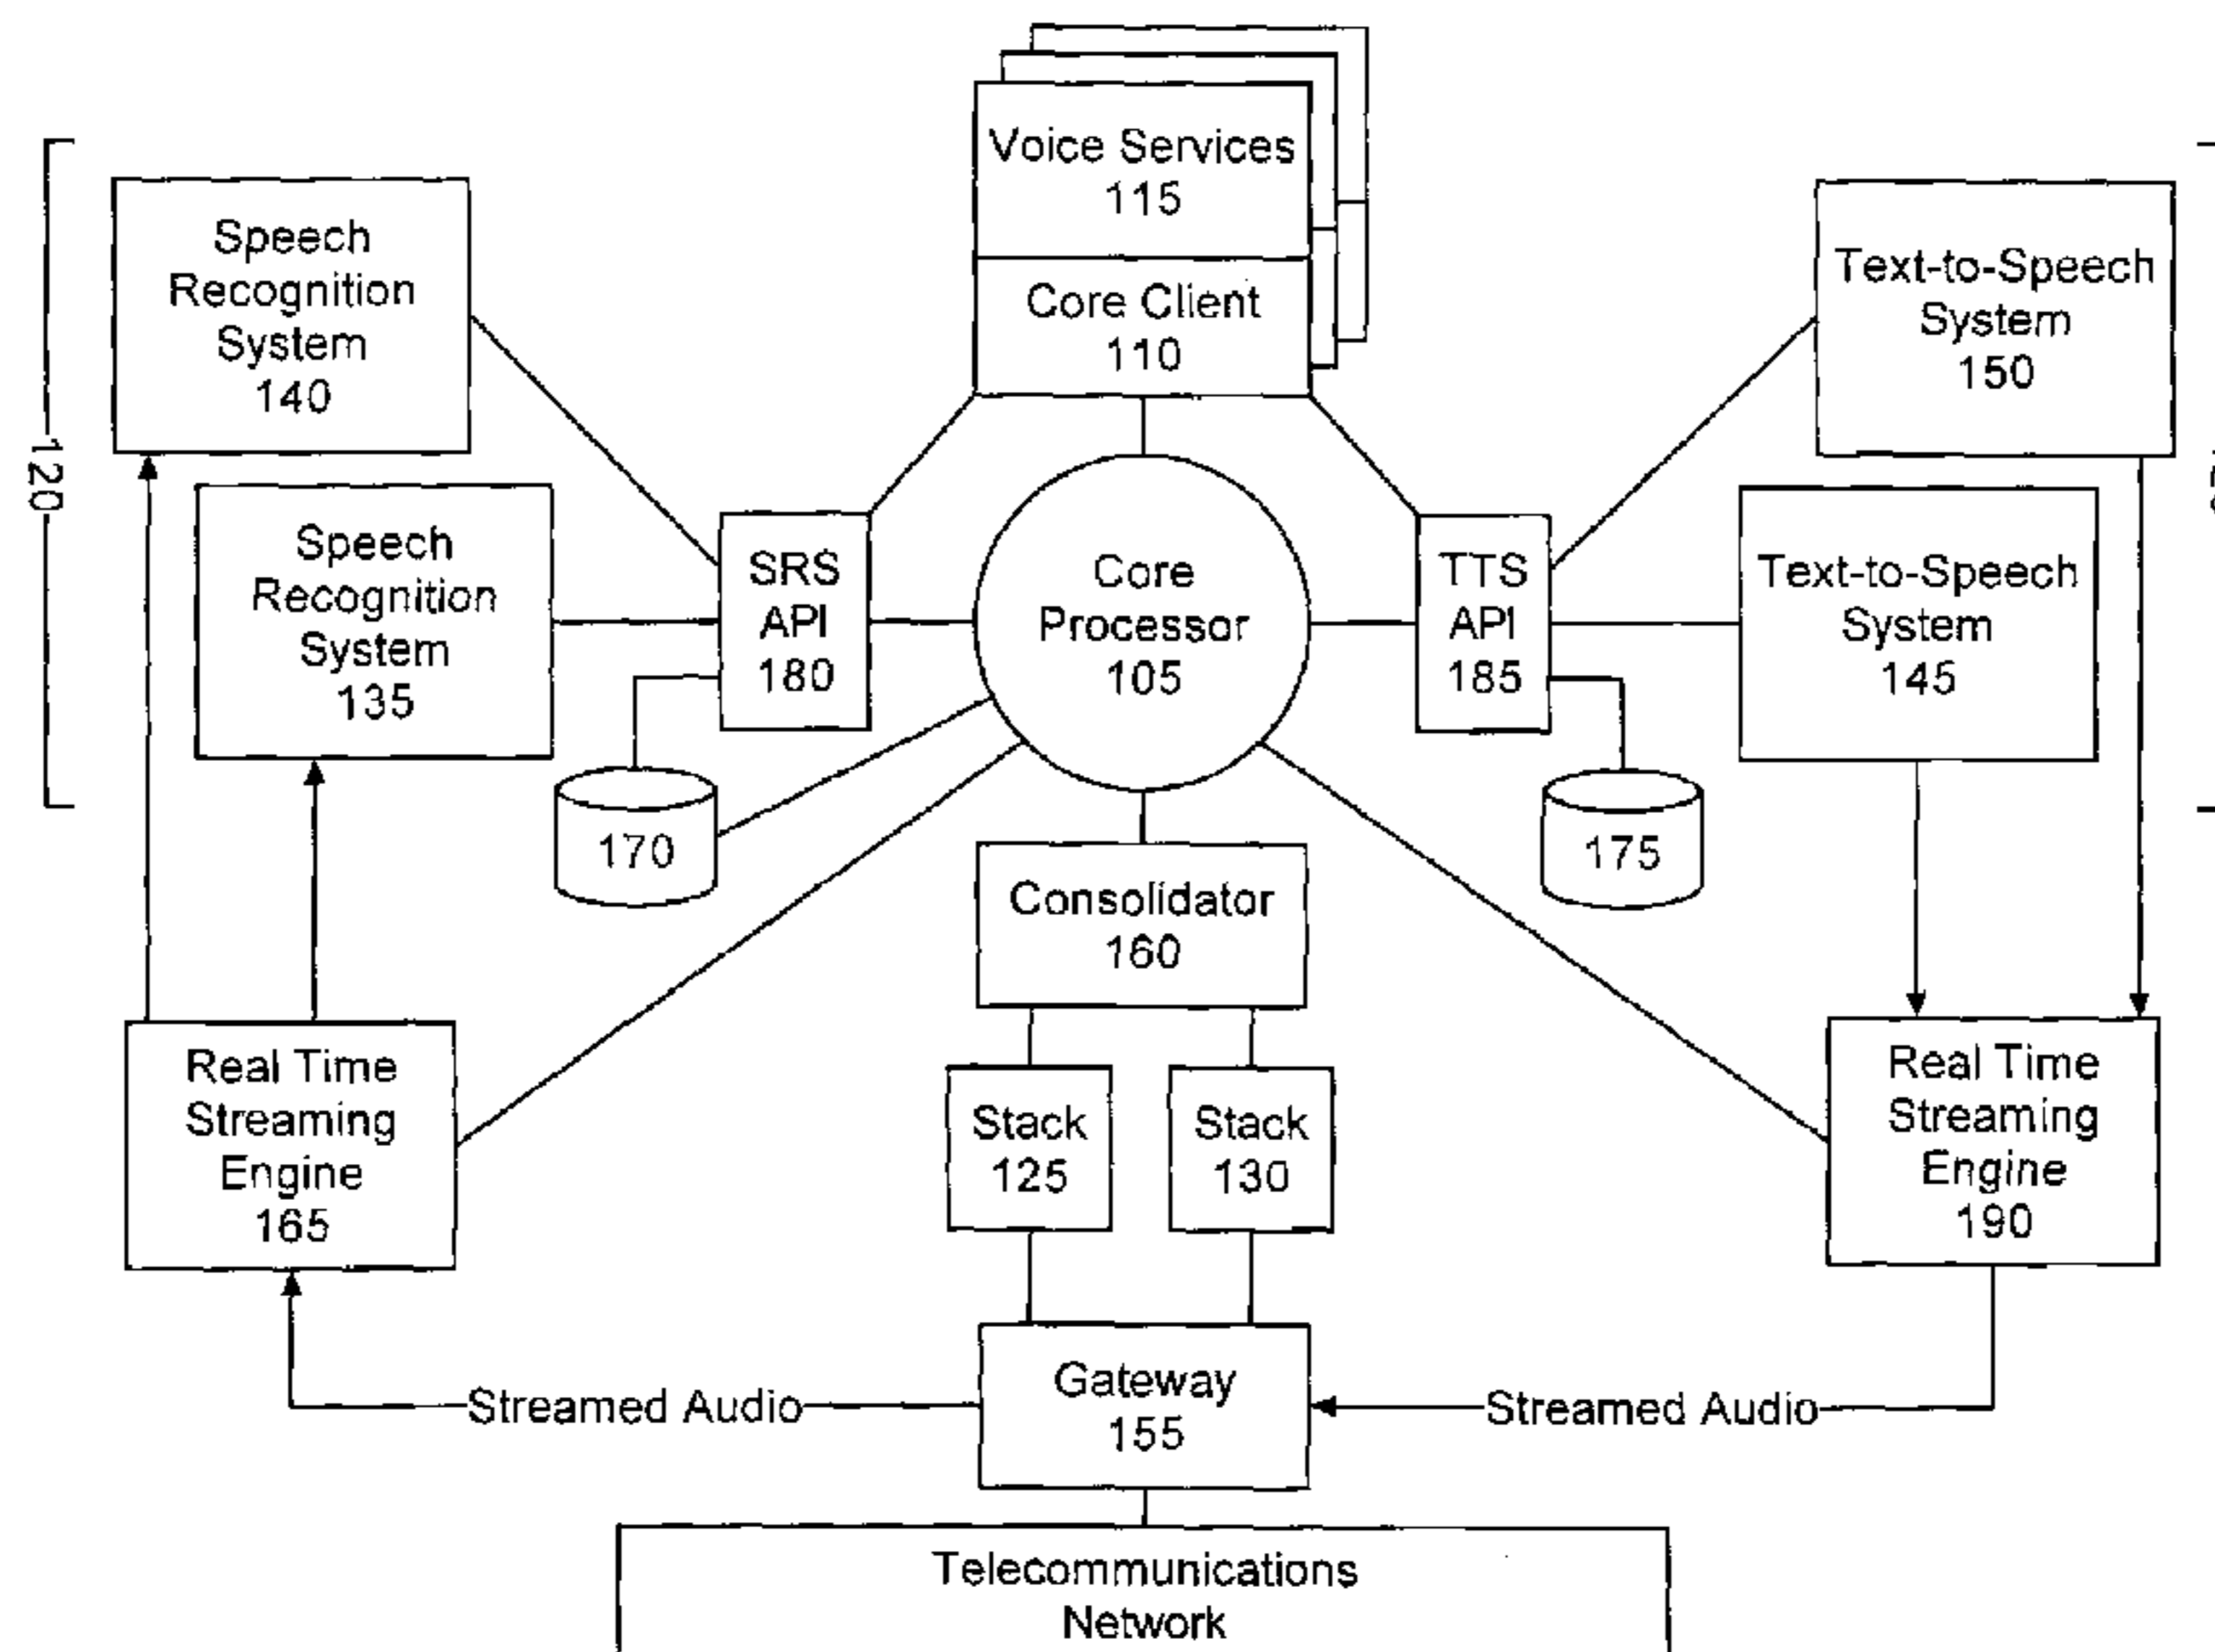 Voice Services
115
Core Client
110
120
Speech
Recognition
System
140
Speech
Recognition
System
135
SRS
API
180
Core
Processor
105
TTS
API
185
Text-to-Speech
System
150
Text-to-Speech
System
145
170
175
Consolidator
160
Real Time
Streaming
Engine
165
Stack
125
Stack
130
Real Time
Streaming
Engine
190
Streamed Audio
Gateway
155
Streamed Audio
Telecommunications
Network